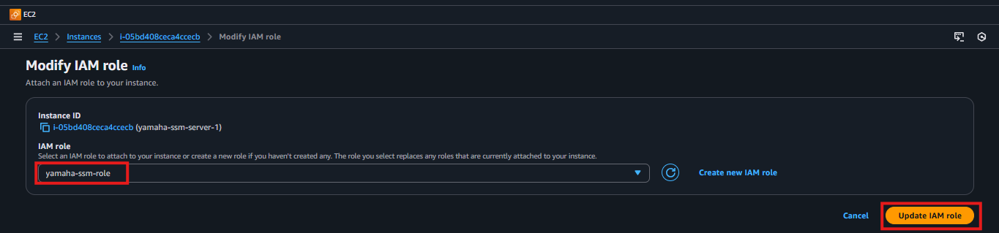 EC2
EC2 > Instances > i-05bd408ceca4ccecb > Modify IAM role
Modify IAM role Info
Attach an IAM role to your instance.
Instance ID
i-05bd408ceca4ccecb (yamaha-ssm-server-1)
IAM role
Select an IAM role to attach to your instance or create a new role if you haven't created any. The role you select replaces any roles that are currently attached to your instance.
yamaha-ssm-role
Create new IAM role
Cancel
Update IAM role